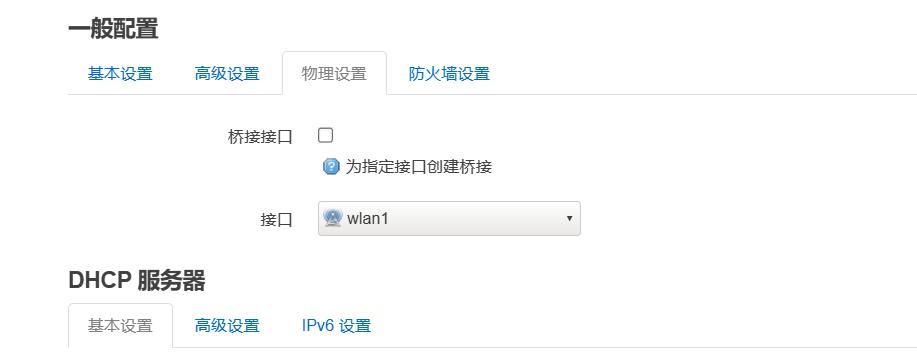 一般配置
基本设置 高级设置 物理设置 防火墙设置
桥接接口
为指定接口创建桥接
接口 wlan1
DHCP 服务器
基本设置 高级设置 IPv6 设置